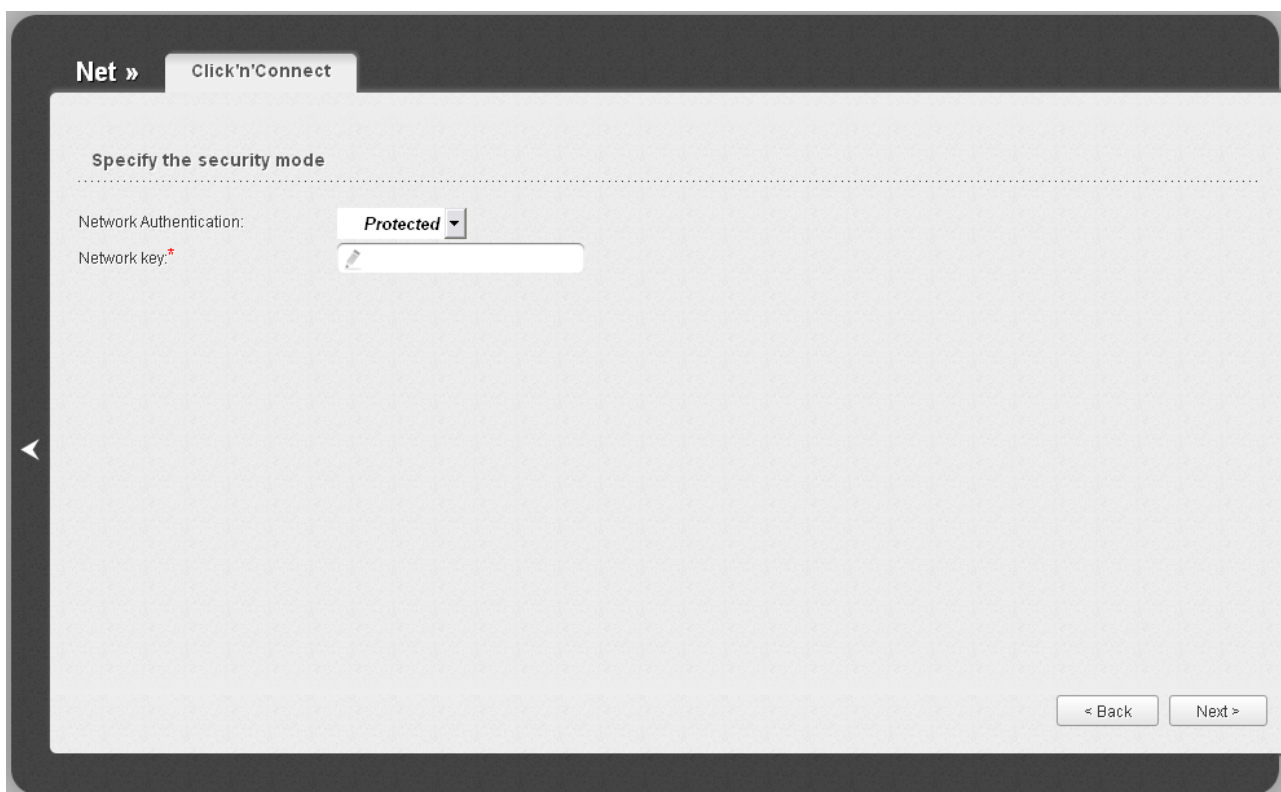 Net » Click'n'Connect
Specify the security mode
Network Authentication: Protected
Network key:*
< Back Next >